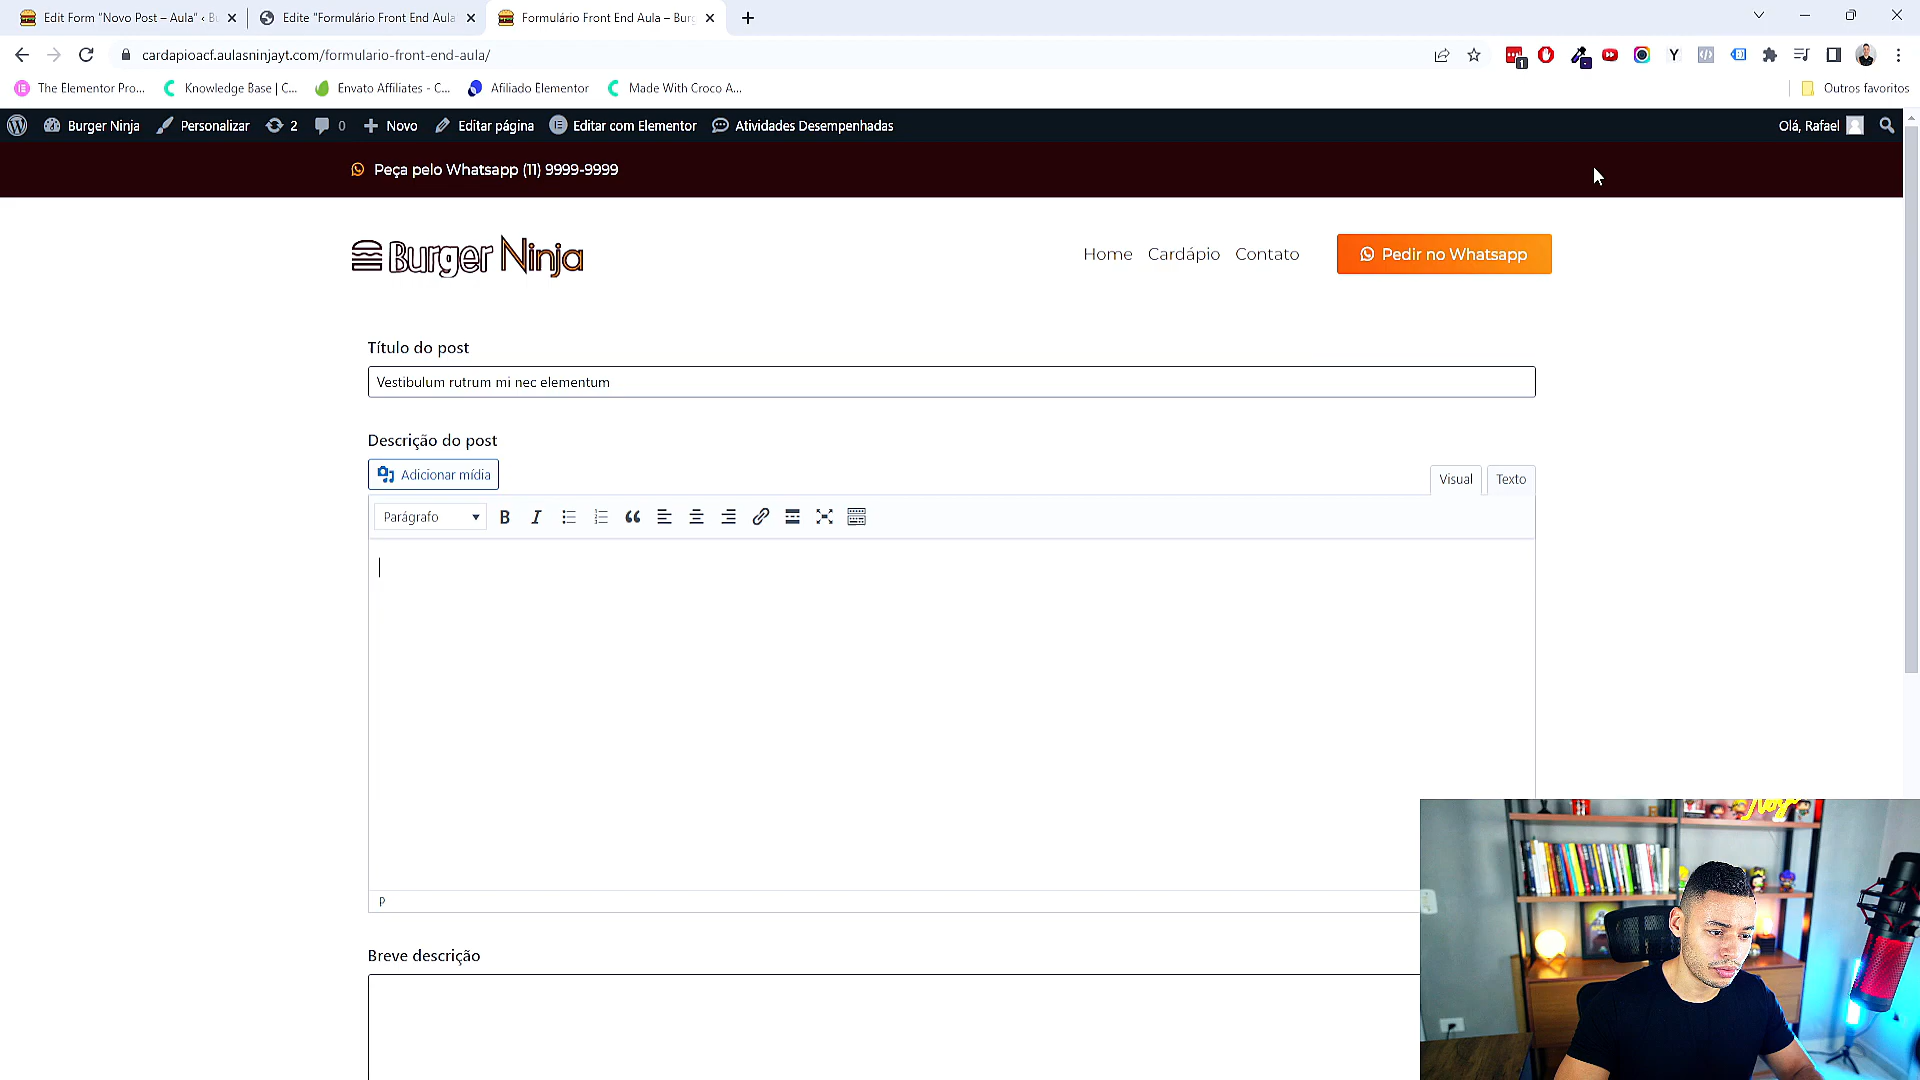 Edit Form "Novo Post – Aula" ‹ B
Edite "Formulário Front End Aula
Formulário Front End Aula – Burg
cardapioacf.aulasninjayt.com/formulario-front-end-aula/
1
Y
The Elementor Pro...
Knowledge Base | C...
Envato Affiliates - C...
Afiliado Elementor
Made With Croco A...
Outros favoritos
Burger Ninja
Personalizar
2
0
Novo
Editar página
Editar com Elementor
Atividades Desempenhadas
Olá, Rafael
Peça pelo Whatsapp (11) 9999-9999
Burger Ninja
Home
Cardápio
Contato
Pedir no Whatsapp
Título do post
Vestibulum rutrum mi nec elementum
Descrição do post
Adicionar mídia
Visual
Texto
Parágrafo
B
I
P
Breve descrição